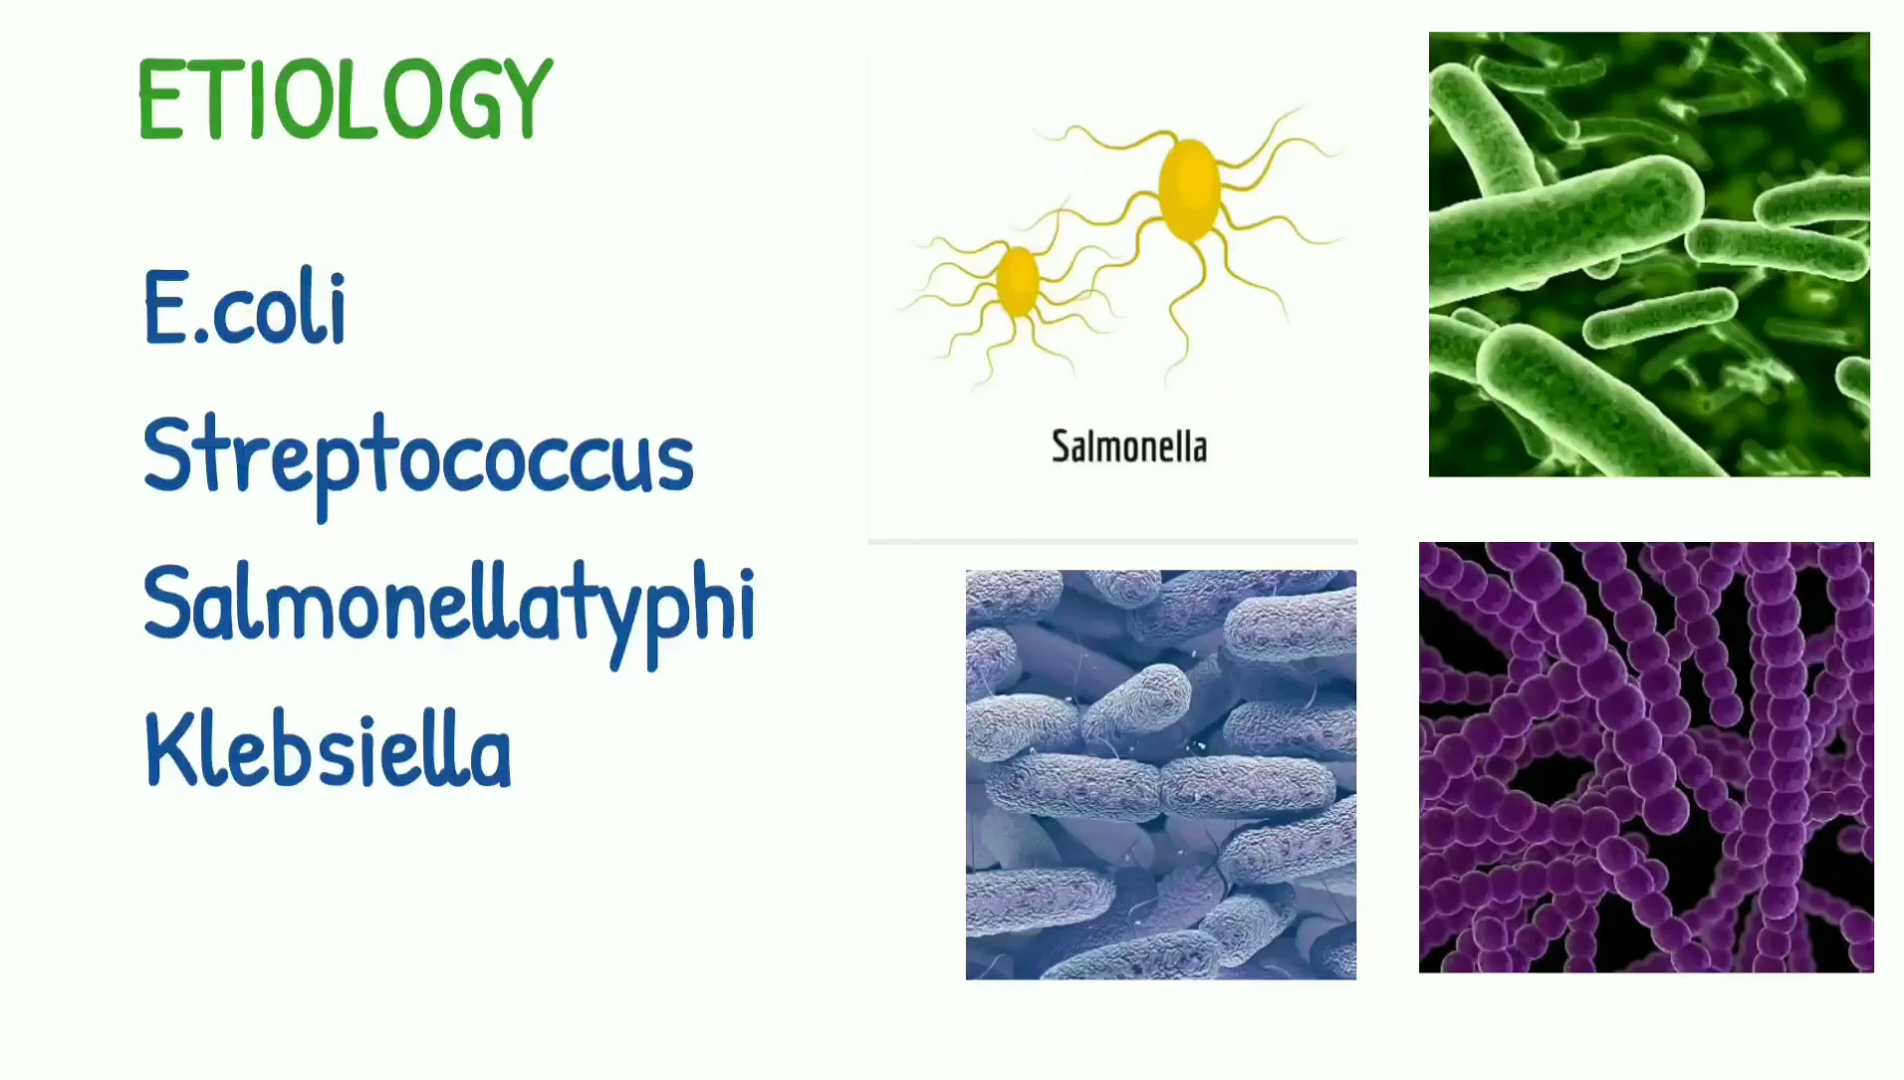 ETIOLOGY
E.coli
Streptococcus
Salmonellatyphi
Klebsiella
Salmonella